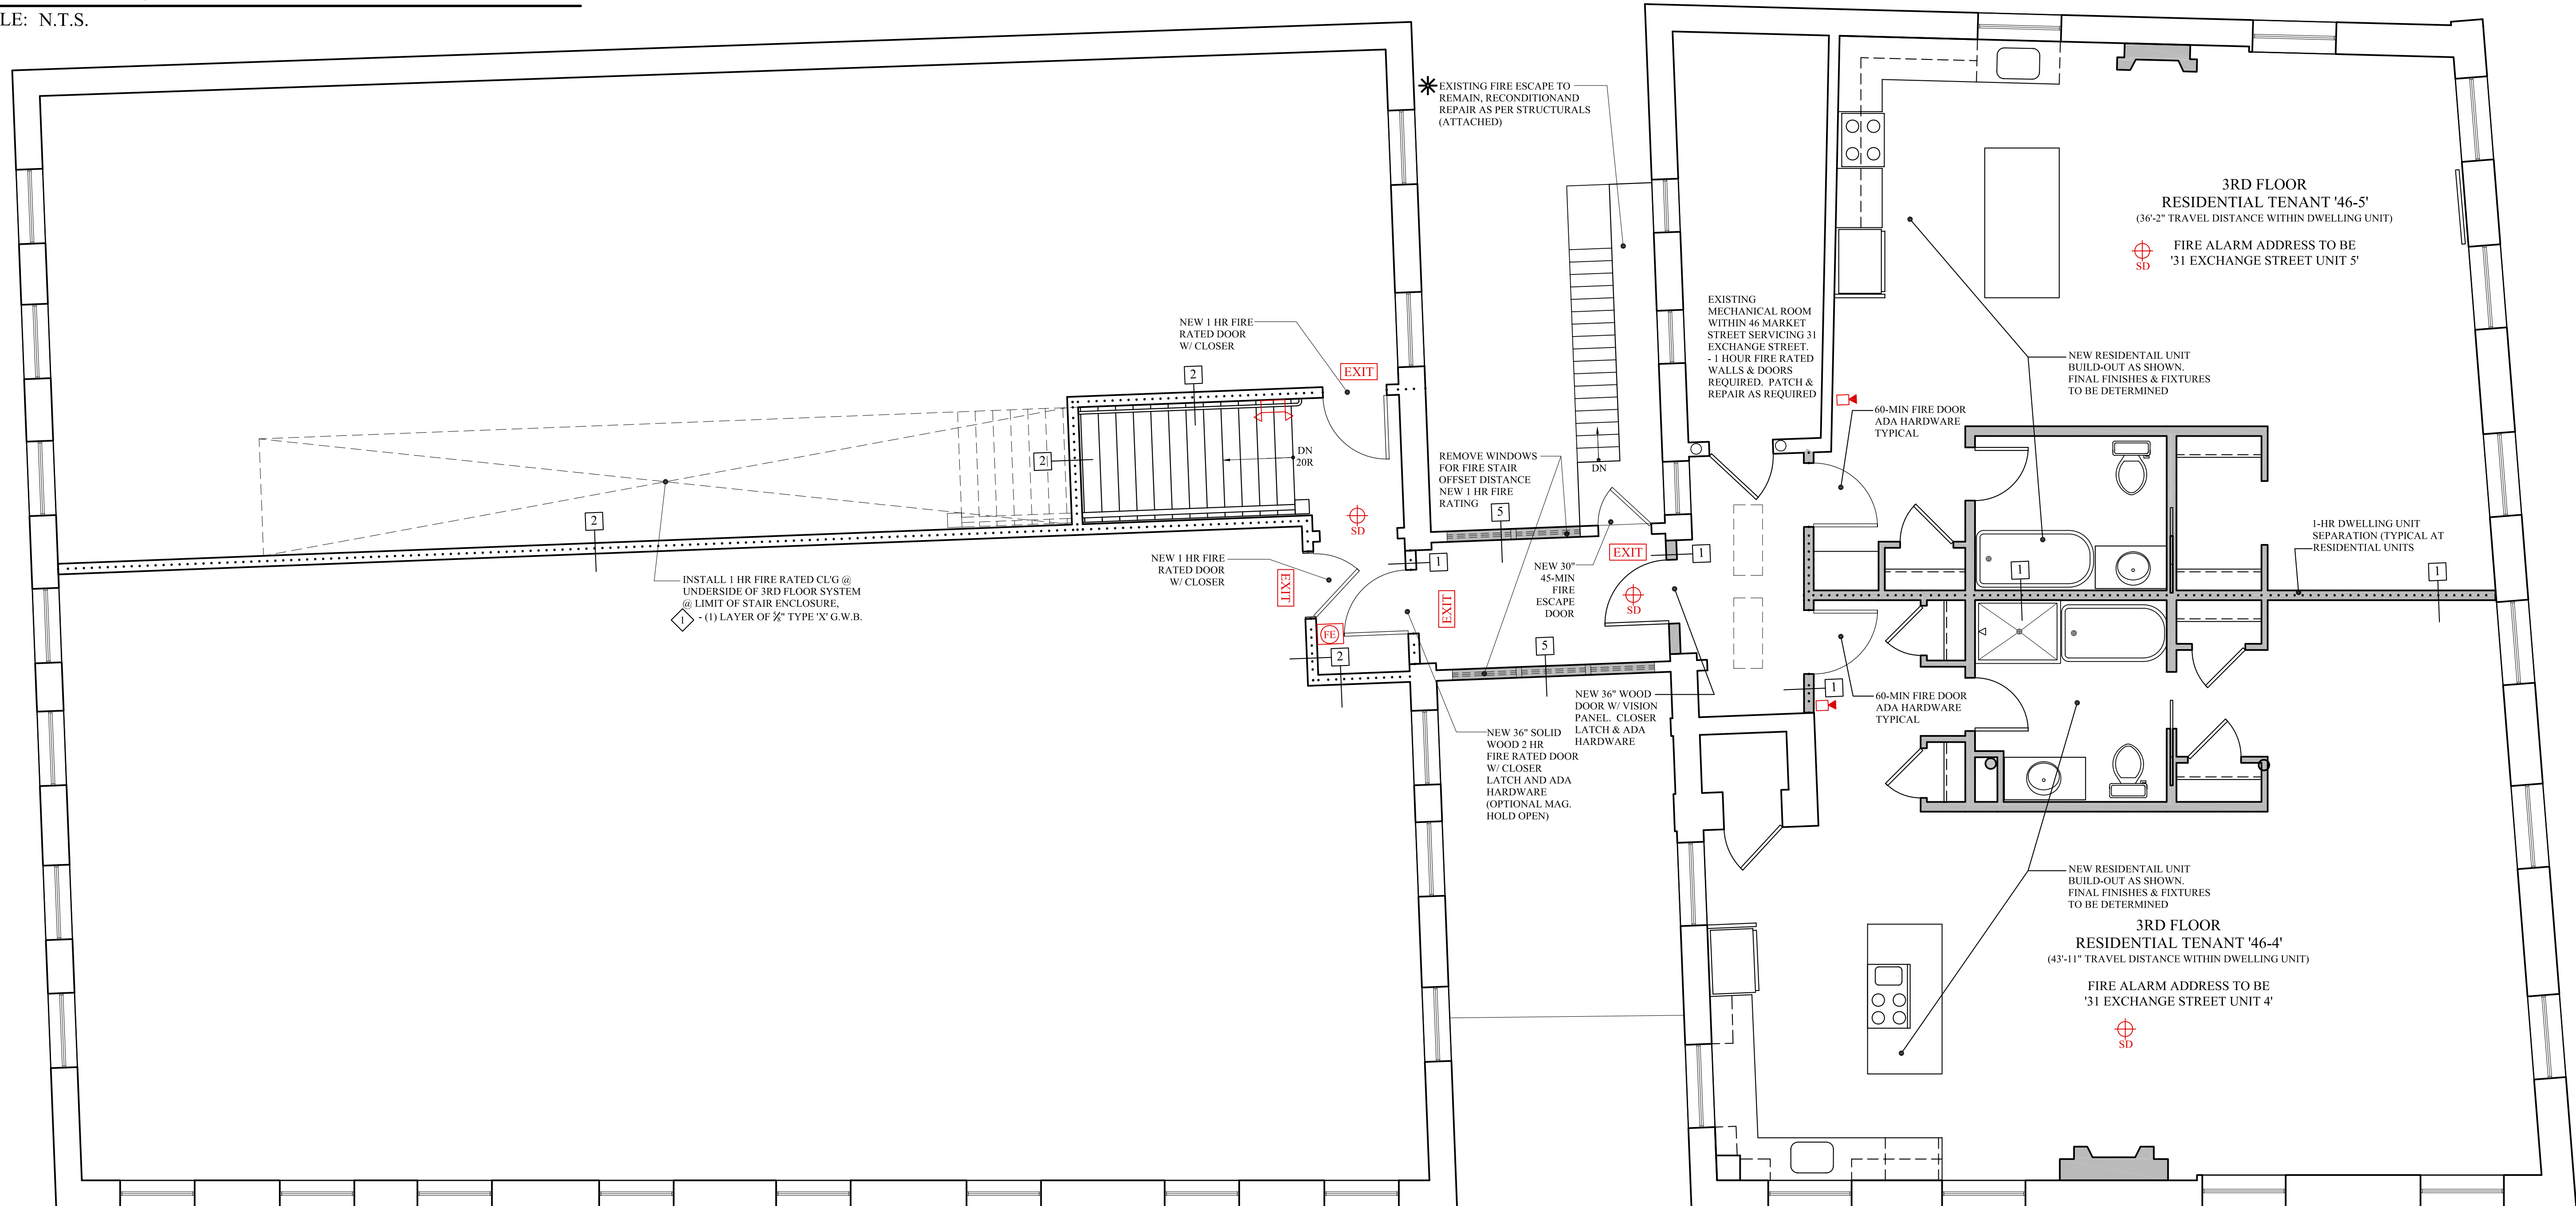 LE: N.T.S.
EXISTING FIRE ESCAPE TO
REMAIN, RECONDITIONAND
REPAIR AS PER STRUCTURALS
(ATTACHED)
3RD FLOOR
RESIDENTIAL TENANT '46-5'
(36'-2" TRAVEL DISTANCE WITHIN DWELLING UNIT)
FIRE ALARM ADDRESS TO BE
'31 EXCHANGE STREET UNIT 5'
SD
EXISTING
MECHANICAL ROOM
WITHIN 46 MARKET
STREET SERVICING 31
EXCHANGE STREET.
- 1 HOUR FIRE RATED
WALLS & DOORS
REQUIRED. PATCH &
REPAIR AS REQUIRED
NEW 1 HR FIRE
RATED DOOR
W/ CLOSER
EXIT
2
2
DN
20R
SD
2
NEW RESIDENTAIL UNIT
BUILD-OUT AS SHOWN.
FINAL FINISHES & FIXTURES
TO BE DETERMINED
60-MIN FIRE DOOR
ADA HARDWARE
TYPICAL
REMOVE WINDOWS
FOR FIRE STAIR
OFFSET DISTANCE
NEW 1 HR FIRE
RATING
DN
5
1-HR DWELLING UNIT
SEPARATION (TYPICAL AT
RESIDENTIAL UNITS
1
1
NEW 1 HR FIRE
RATED DOOR
W/ CLOSER
EXIT
1
EXIT
NEW 30"
45-MIN
FIRE
ESCAPE
DOOR
EXIT
1
SD
INSTALL 1 HR FIRE RATED CL'G @
UNDERSIDE OF 3RD FLOOR SYSTEM
@ LIMIT OF STAIR ENCLOSURE,
1 - (1) LAYER OF ⅝" TYPE 'X' G.W.B.
FE
2
5
1
60-MIN FIRE DOOR
ADA HARDWARE
TYPICAL
NEW 36" WOOD
DOOR W/ VISION
PANEL. CLOSER
LATCH & ADA
HARDWARE
NEW 36" SOLID
WOOD 2 HR
FIRE RATED DOOR
W/ CLOSER
LATCH AND ADA
HARDWARE
(OPTIONAL MAG.
HOLD OPEN)
NEW RESIDENTAIL UNIT
BUILD-OUT AS SHOWN.
FINAL FINISHES & FIXTURES
TO BE DETERMINED
3RD FLOOR
RESIDENTIAL TENANT '46-4'
(43'-11" TRAVEL DISTANCE WITHIN DWELLING UNIT)
FIRE ALARM ADDRESS TO BE
'31 EXCHANGE STREET UNIT 4'
SD